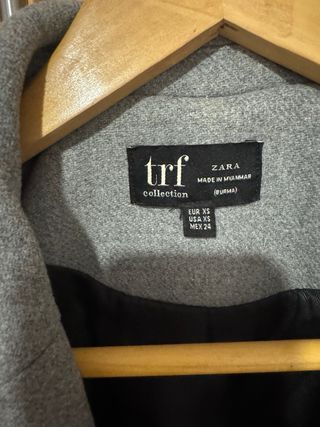 trf
collection
ZARA
MADE IN MYANMAR
(BURMA)
EUR XS
USA XS
MEX 24